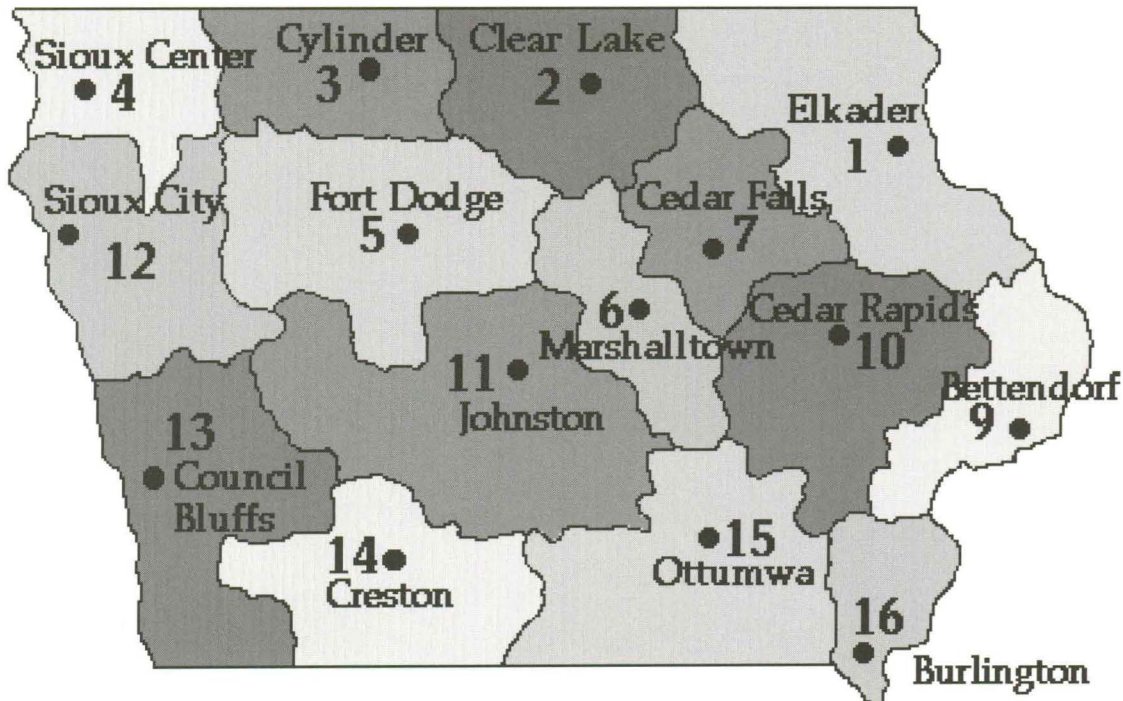 Sioux Center
4
Cylinder
3
Clear Lake
2
Elkader
1
Sioux City
12
Fort Dodge
5
Cedar Falls
7
6
Marshalltown
Cedar Rapids
10
11
Johnston
Bettendorf
9
13
Council
Bluffs
14
Creston
15
Ottumwa
16
Burlington